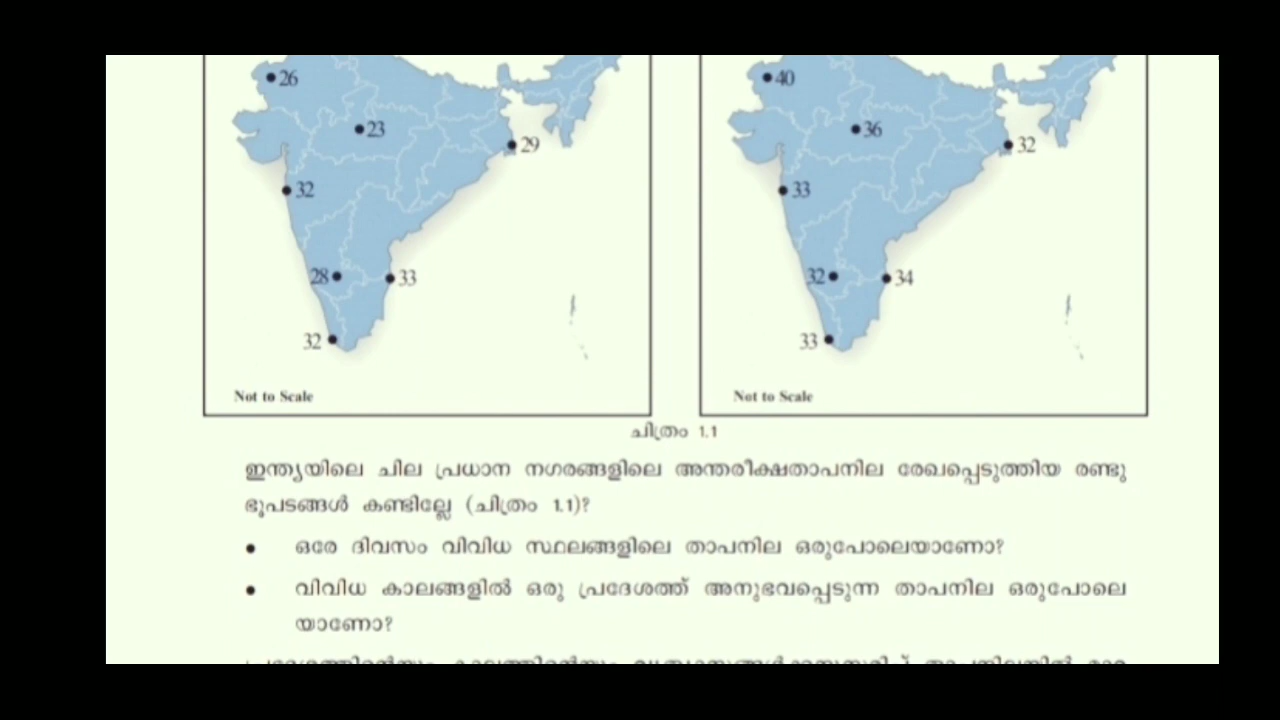 26
40
23
36
29
32
32
33
28
33
32
34
32
33
Not to Scale
Not to Scale
ചിത്രം 1.1
ഇന്ത്യയിലെ ചില പ്രധാന നഗരങ്ങളിലെ അന്തരീക്ഷതാപനില രേഖപ്പെടുത്തിയ രണ്ടു
ഭൂപടങ്ങൾ കണ്ടില്ലേ (ചിത്രം 1.1)?
• ഒരേ ദിവസം വിവിധ സ്ഥലങ്ങളിലെ താപനില ഒരുപോലെയാണോ?
• വിവിധ കാലങ്ങളിൽ ഒരു പ്രദേശത്ത് അനുഭവപ്പെടുന്ന താപനില ഒരുപോലെ
യാണോ?